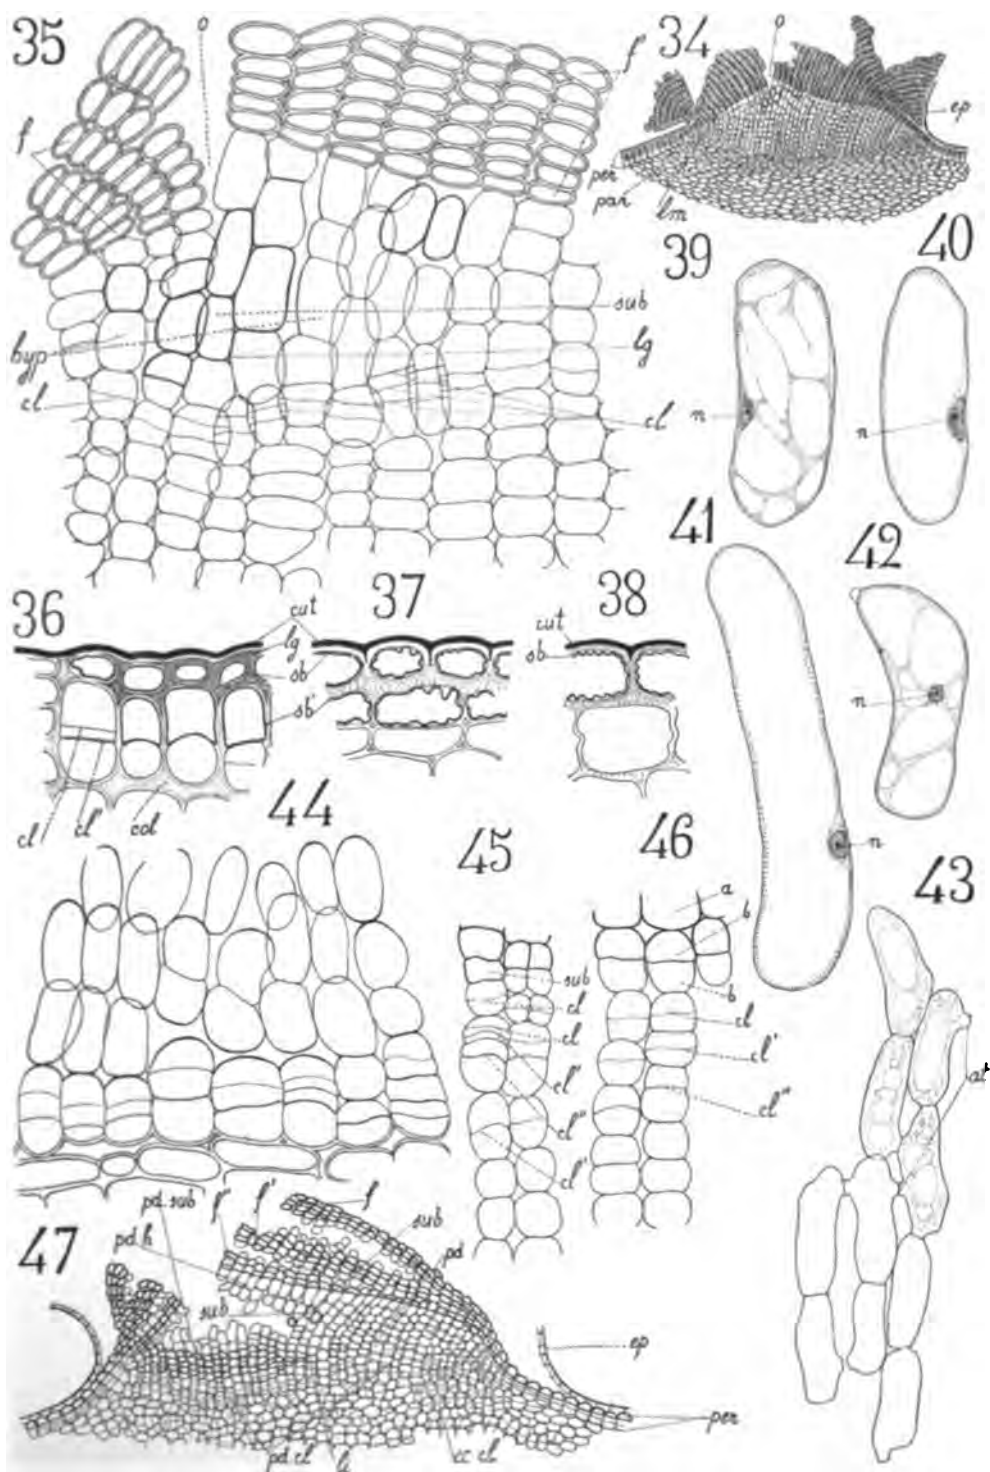 35
o
f
f
sub
hyp
lg
cl
cl
34
o
ep
per
par
lm
39
n
40
n
41
n
42
n
36
cut
lg
sb
sb'
cl
cl'
col
37
38
cut
sb
44
45
sub
cl
cl
cl'
cl"
cl'
46
a
b
b
cl
cl'
cl"
43
at
47
pd.sub
f"
f'
f
pd.h
sub
pd
sub
ep
per
pd.cl
li
cc cl